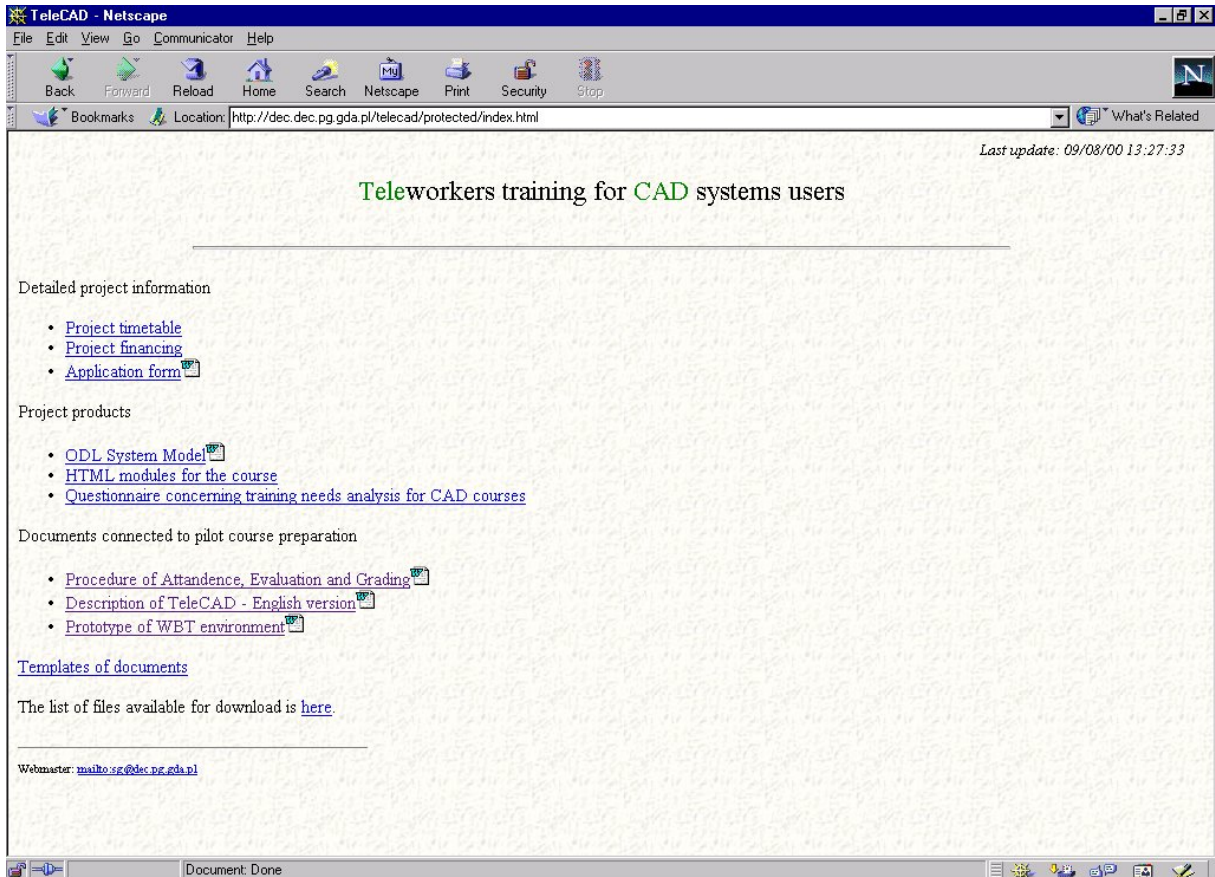 TeleCAD - Netscape
File Edit View Go Communicator Help
Back Forward Reload Home Search Netscape Print Security Stop
My
N
Bookmarks Location: http://dec.dec.pg.gda.pl/telecad/protected/index.html What's Related
Last update: 09/08/00 13:27:33
Teleworkers training for CAD systems users
Detailed project information
• Project timetable
• Project financing
• Application form
Project products
• ODL System Model
• HTML modules for the course
• Questionnaire concerning training needs analysis for CAD courses
Documents connected to pilot course preparation
• Procedure of Attandence, Evaluation and Grading
• Description of TeleCAD - English version
• Prototype of WBT environment
Templates of documents
The list of files available for download is here.
Webmaster: mailto:sg@dec.pg.gda.pl
Document: Done